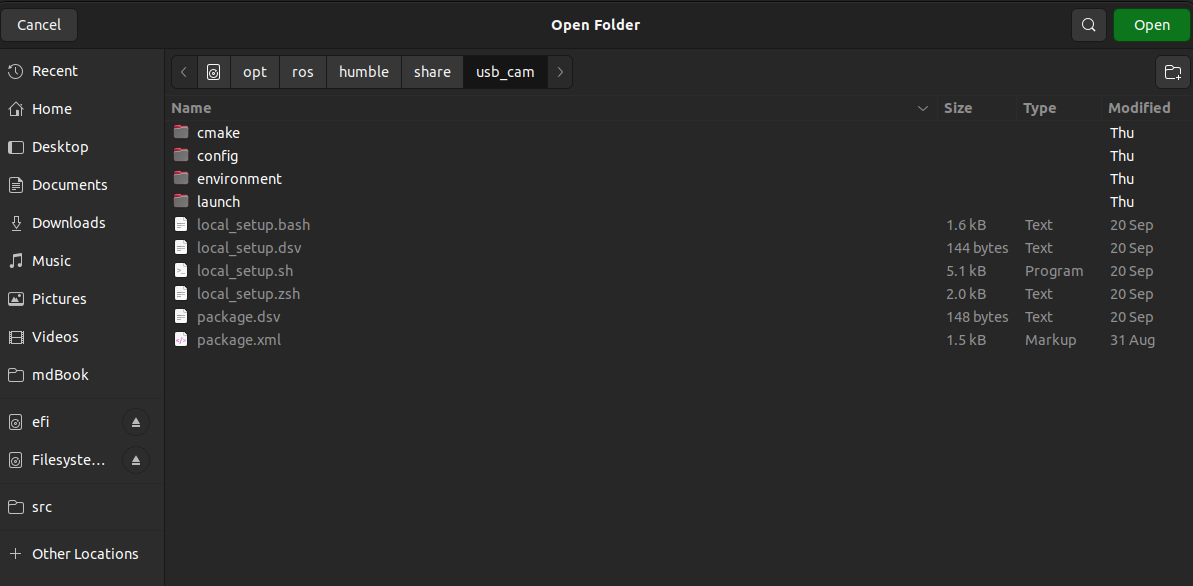 Cancel
Open Folder
Open
Recent
Home
Desktop
Documents
Downloads
Music
Pictures
Videos
mdBook
efi
Filesyste...
src
Other Locations
opt ros humble share usb_cam
Name Size Type Modified
cmake Thu
config Thu
environment Thu
launch Thu
local_setup.bash 1.6 kB Text 20 Sep
local_setup.dsv 144 bytes Text 20 Sep
local_setup.sh 5.1 kB Program 20 Sep
local_setup.zsh 2.0 kB Text 20 Sep
package.dsv 148 bytes Text 20 Sep
package.xml 1.5 kB Markup 31 Aug